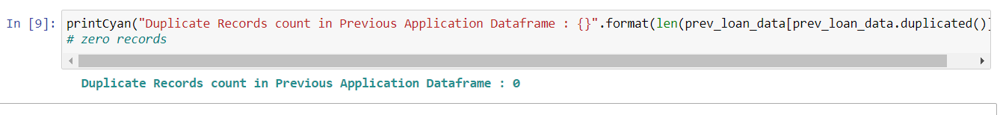 In [9]: printCyan("Duplicate Records count in Previous Application Dataframe : {}".format(len(prev_loan_data[prev_loan_data.duplicated()]
# zero records
Duplicate Records count in Previous Application Dataframe : 0